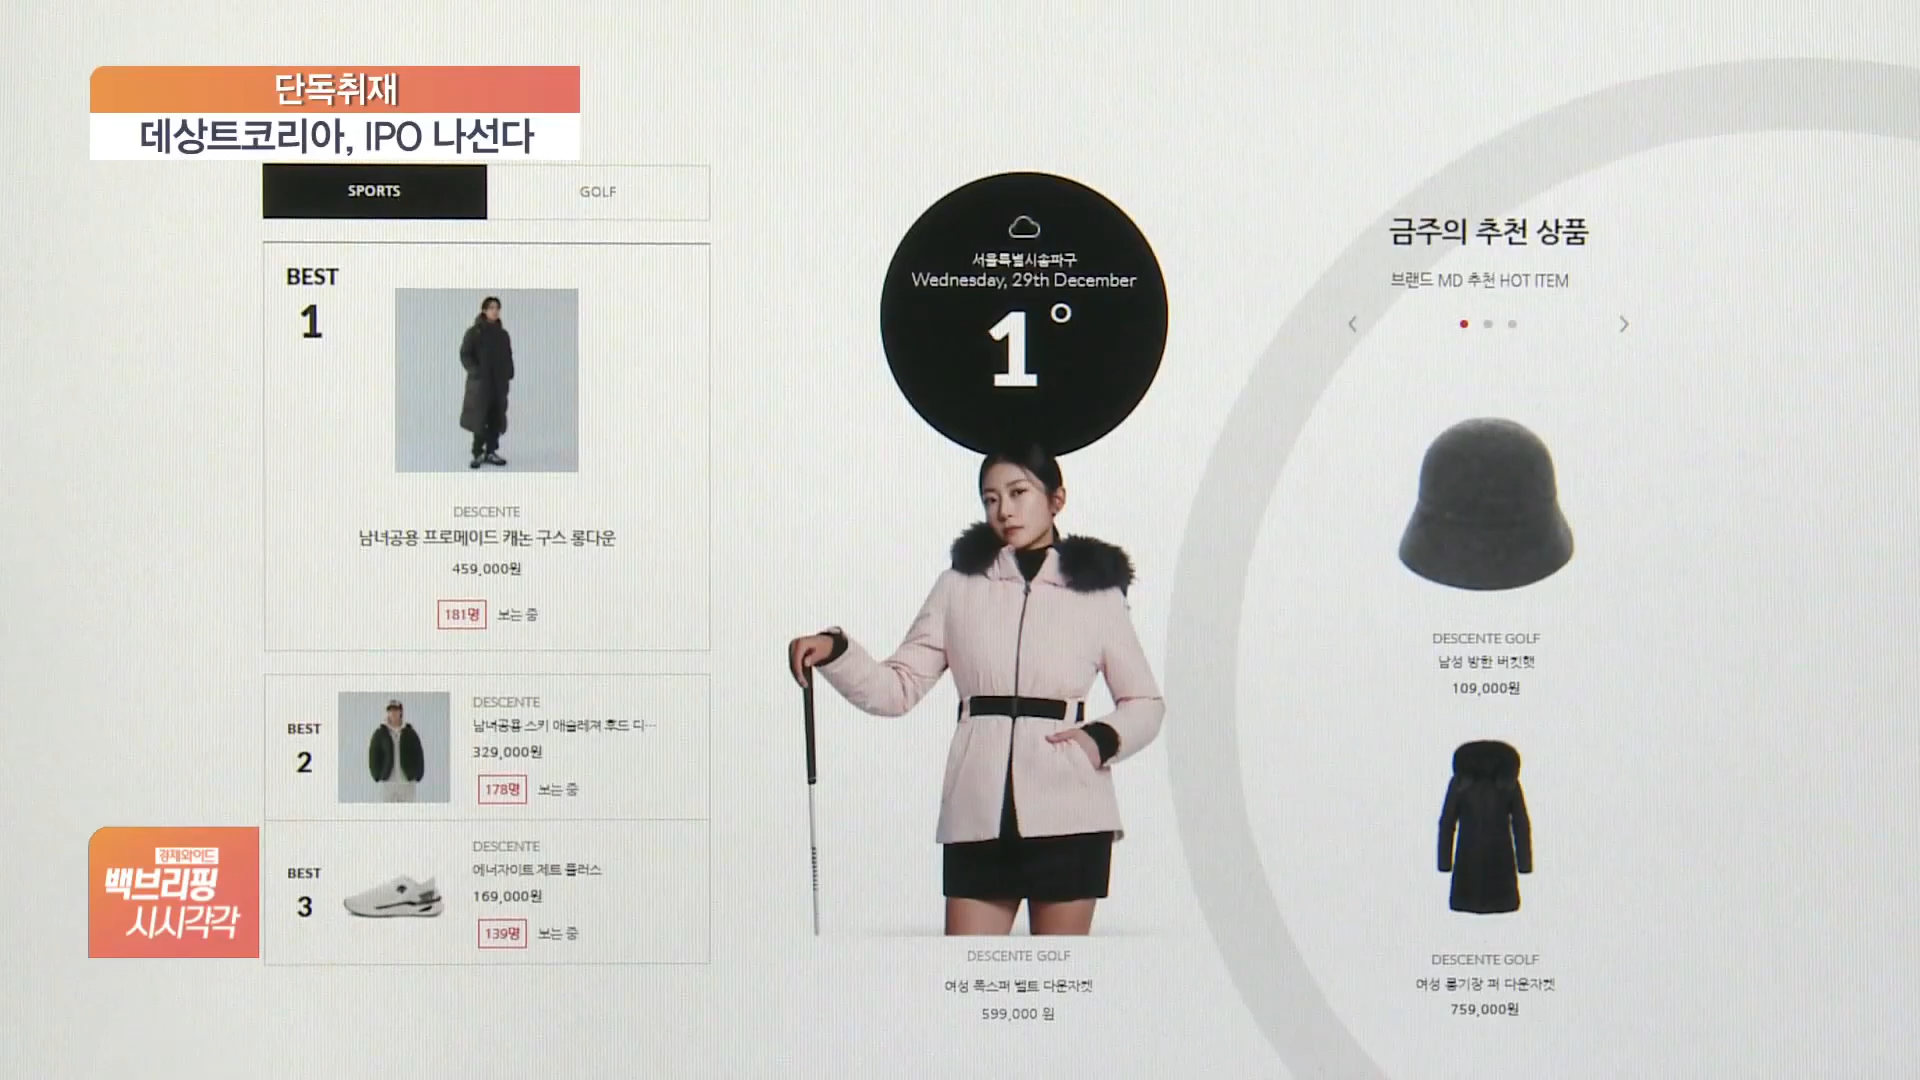 단독취재
데상트코리아, IPO 나선다
SPORTS
GOLF
BEST
1
DESCENTE
남녀공용 프로메이드 캐논 구스 롱다운
459,000원
181명 보는 중
BEST
2
DESCENTE
남녀공용 스키 애슬레져 후드 디…
329,000원
178명 보는 중
BEST
3
DESCENTE
에너자이트 제트 플러스
169,000원
139명 보는 중
서울특별시송파구
Wednesday, 29th December
1°
DESCENTE GOLF
여성 폭스퍼 벨트 다운자켓
599,000 원
금주의 추천 상품
브랜드 MD 추천 HOT ITEM
DESCENTE GOLF
남성 방한 버킷햇
109,000원
DESCENTE GOLF
여성 롱기장 퍼 다운자켓
759,000원
경제와이드
백브리핑
시시각각